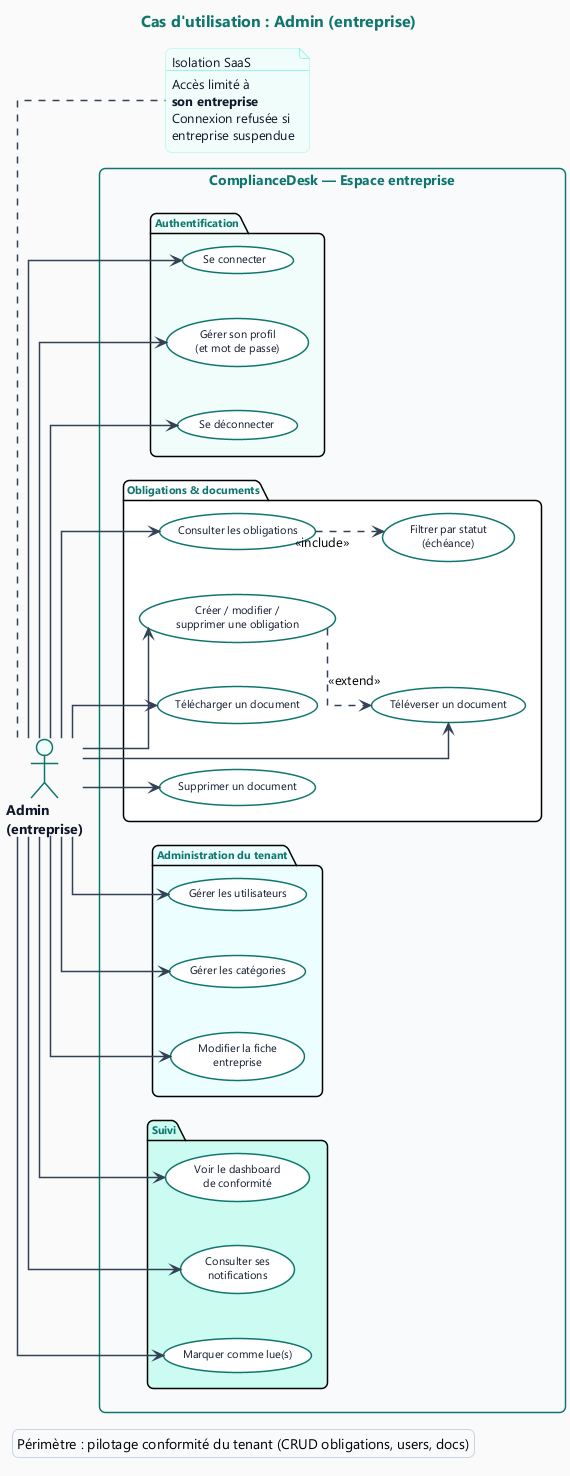 Cas d'utilisation : Admin (entreprise)
Isolation SaaS
Accès limité à
son entreprise
Connexion refusée si
entreprise suspendue
ComplianceDesk — Espace entreprise
Authentification
Se connecter
Gérer son profil
(et mot de passe)
Se déconnecter
Obligations & documents
Consulter les obligations
«include»
Filtrer par statut
(échéance)
Créer / modifier /
supprimer une obligation
«extend»
Télécharger un document
Téléverser un document
Supprimer un document
Admin
(entreprise)
Administration du tenant
Gérer les utilisateurs
Gérer les catégories
Modifier la fiche
entreprise
Suivi
Voir le dashboard
de conformité
Consulter ses
notifications
Marquer comme lue(s)
Périmètre : pilotage conformité du tenant (CRUD obligations, users, docs)